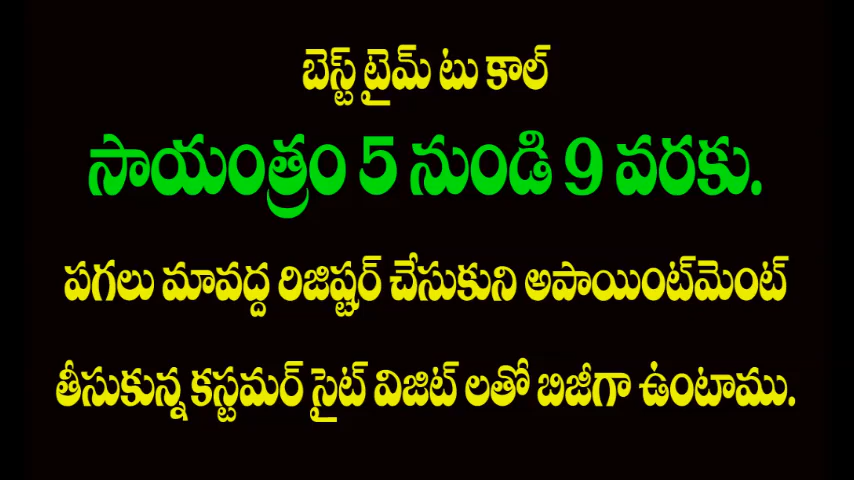 బెస్ట్ టైమ్ టు కాల్
సాయంత్రం 5 నుండి 9 వరకు.
పగలు మావద్ద రిజిష్టర్ చేసుకుని అపాయింట్‌మెంట్
తీసుకున్న కస్టమర్ సైట్ విజిట్ లతో బిజీగా ఉంటాము.